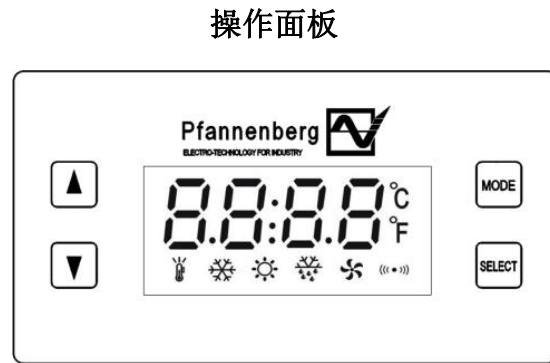 操作面板
Pfannenberg
ELECTRO-TECHNOLOGY FOR INDUSTRY
MODE
8.8:8.8 °C
°F
SELECT